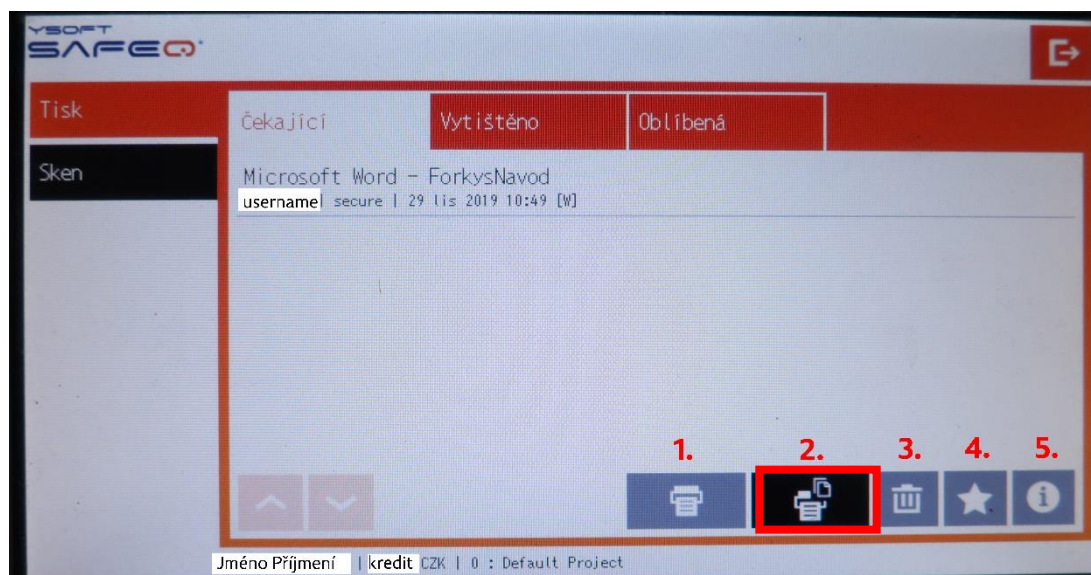 YSOFT
SAFEQ
Tisk
Sken
Čekající
Vytištěno
Oblíbená
Microsoft Word – ForkysNavod
username secure | 29 lis 2019 10:49 [W]
1.
2.
3.
4.
5.
Jméno Příjmení | kredit CZK | 0 : Default Project